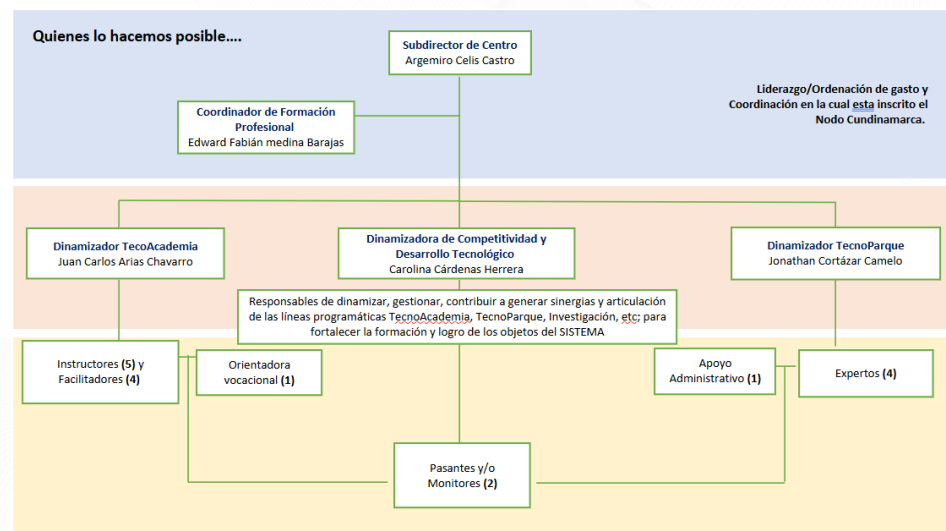 Quienes lo hacemos posible....
Subdirector de Centro
Argemiro Celis Castro
Liderazgo/Ordenación de gasto y
Coordinación en la cual esta inscrito el
Nodo Cundinamarca.
Coordinador de Formación
Profesional
Edward Fabián medina Barajas
Dinamizador TecoAcademia
Juan Carlos Arias Chavarro
Dinamizadora de Competitividad y
Desarrollo Tecnológico
Carolina Cárdenas Herrera
Dinamizador TecnoParque
Jonathan Cortázar Camelo
Responsables de dinamizar, gestionar, contribuir a generar sinergias y articulación
de las líneas programáticas TecnoAcademia, TecnoParque, Investigación, etc; para
fortalecer la formación y logro de los objetos del SISTEMA
Instructores (5) y
Facilitadores (4)
Orientadora
vocacional (1)
Apoyo
Administrativo (1)
Expertos (4)
Pasantes y/o
Monitores (2)